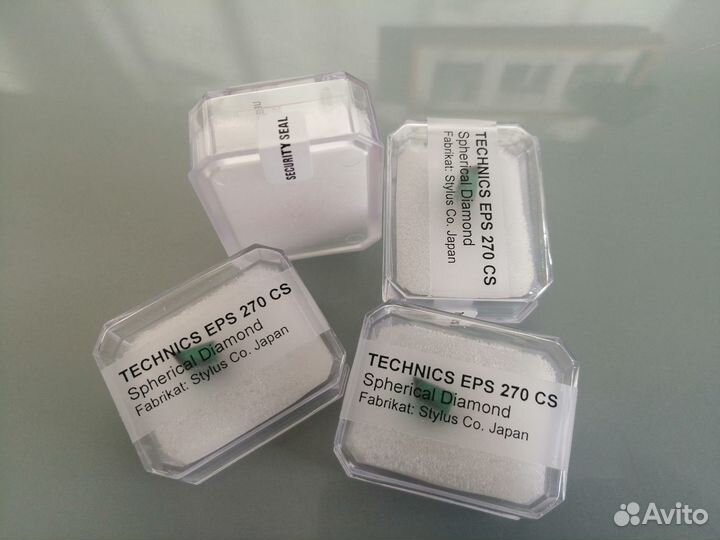 SECURITY SEAL
TECHNICS EPS 270 CS
Spherical Diamond
Fabrikat: Stylus Co. Japan
TECHNICS EPS 270 CS
Spherical Diamond
Fabrikat: Stylus Co. Japan
TECHNICS EPS 270 CS
Spherical Diamond
Fabrikat: Stylus Co. Japan
Avito